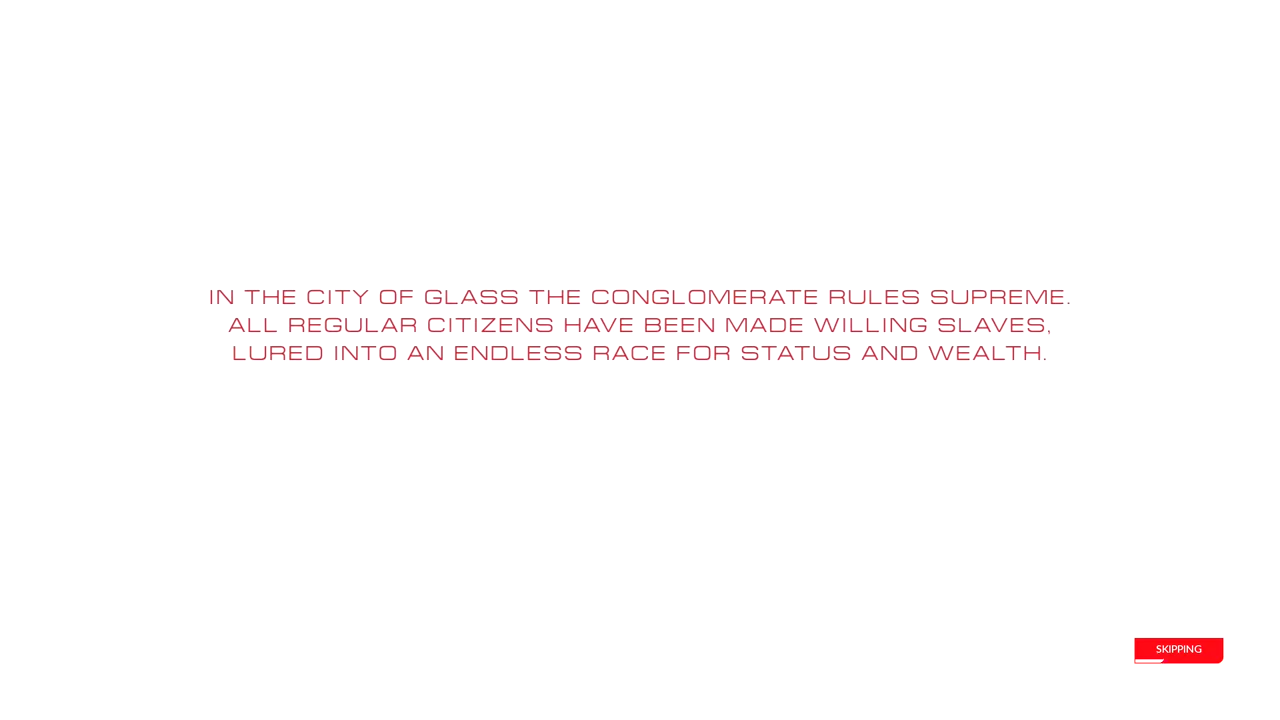 IN THE CITY OF GLASS THE CONGLOMERATE RULES SUPREME.
ALL REGULAR CITIZENS HAVE BEEN MADE WILLING SLAVES,
LURED INTO AN ENDLESS RACE FOR STATUS AND WEALTH.
SKIPPING